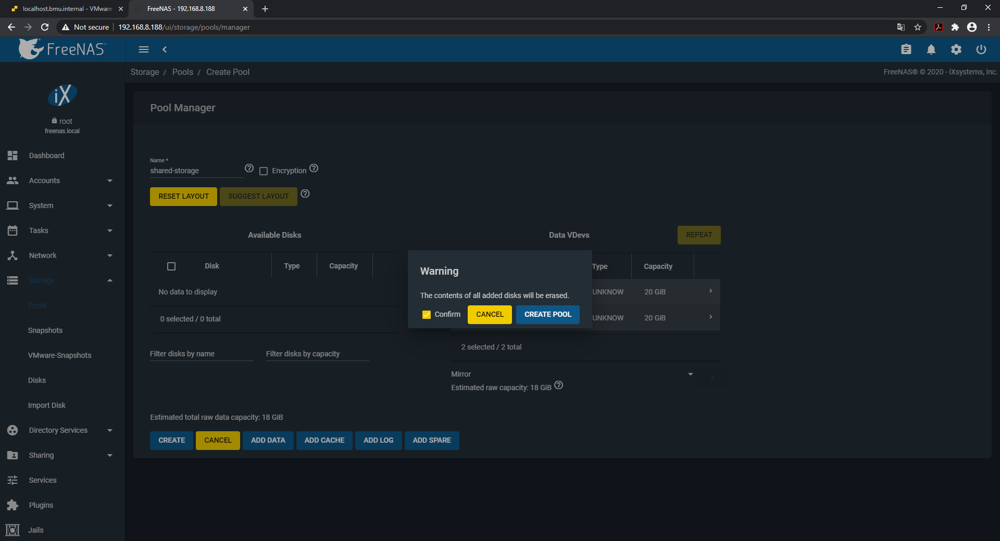 localhost.bmu.internal - VMware
FreeNAS - 192.168.8.188
Not secure
192.168.8.188/ui/storage/pools/manager
FreeNAS™
Storage / Pools / Create Pool
FreeNAS® © 2020 - iXsystems, Inc.
iX
root
freenas.local
Dashboard
Accounts
System
Tasks
Network
Storage
Pools
Snapshots
VMware-Snapshots
Disks
Import Disk
Directory Services
Sharing
Services
Plugins
Jails
Pool Manager
Name *
shared-storage
Encryption
RESET LAYOUT
SUGGEST LAYOUT
Available Disks
Disk Type Capacity
No data to display
0 selected / 0 total
Filter disks by name
Filter disks by capacity
Data VDevs
REPEAT
Type Capacity
UNKNOW 20 GiB
UNKNOW 20 GiB
2 selected / 2 total
Mirror
X
Estimated raw capacity: 18 GiB
Warning
The contents of all added disks will be erased.
Confirm
CANCEL
CREATE POOL
Estimated total raw data capacity: 18 GiB
CREATE
CANCEL
ADD DATA
ADD CACHE
ADD LOG
ADD SPARE